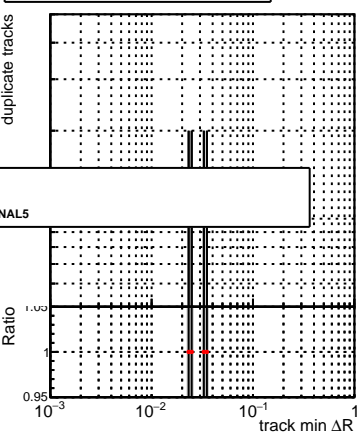 duplicate tracks
NAL5
Ratio
1.05
1
0.95
10⁻³ 10⁻² 10⁻¹ 1
track min ΔR